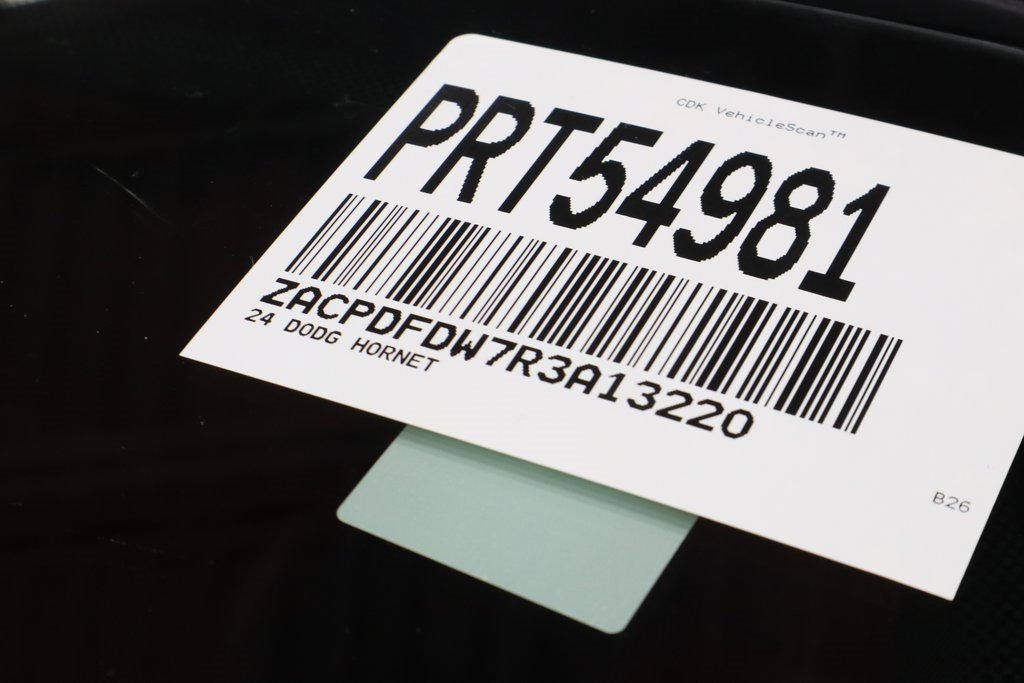 CDK VehicleScan™
PRT54981
ZACPDFDW7R3A13220
24 DODG HORNET
B26